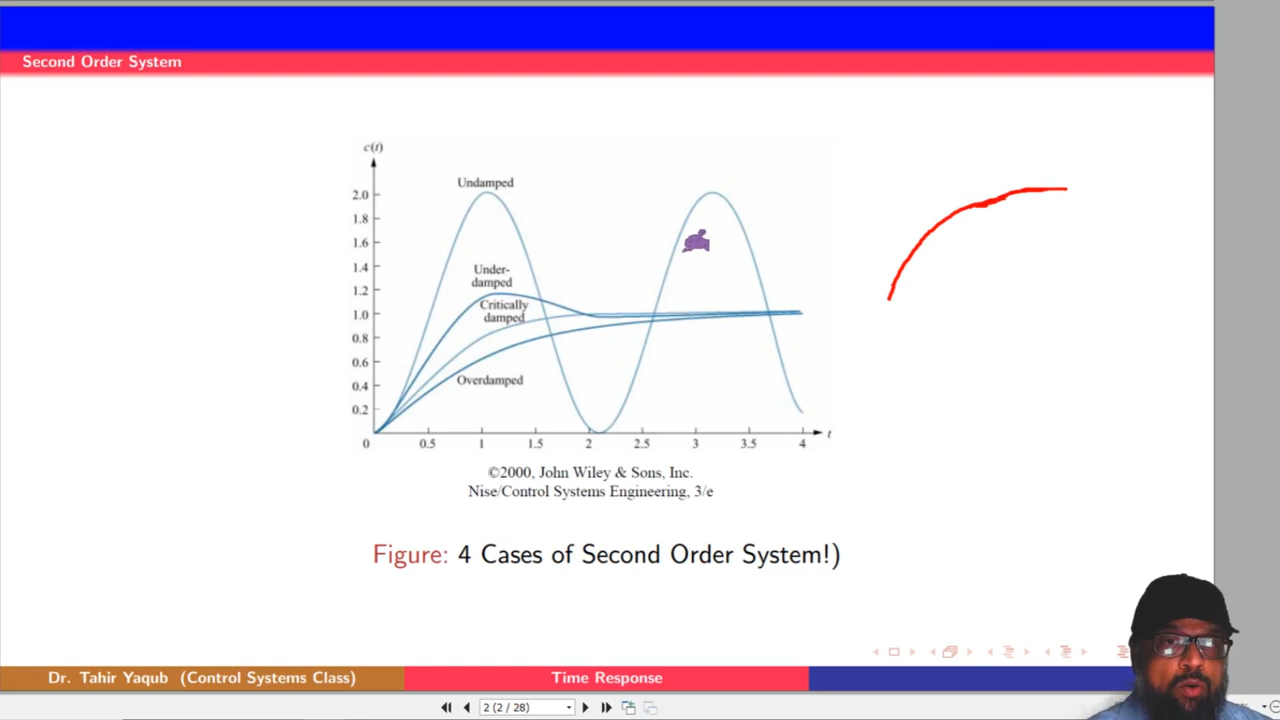 Second Order System
c(t)
Undamped
2.0
1.8
1.6
1.4
1.2
1.0
0.8
0.6
0.4
0.2
Under-
damped
Critically
damped
Overdamped
0 0.5 1 1.5 2 2.5 3 3.5 4 t
©2000, John Wiley & Sons, Inc.
Nise/Control Systems Engineering, 3/e
Figure: 4 Cases of Second Order System!)
Dr. Tahir Yaqub (Control Systems Class) Time Response
2 (2 / 28)